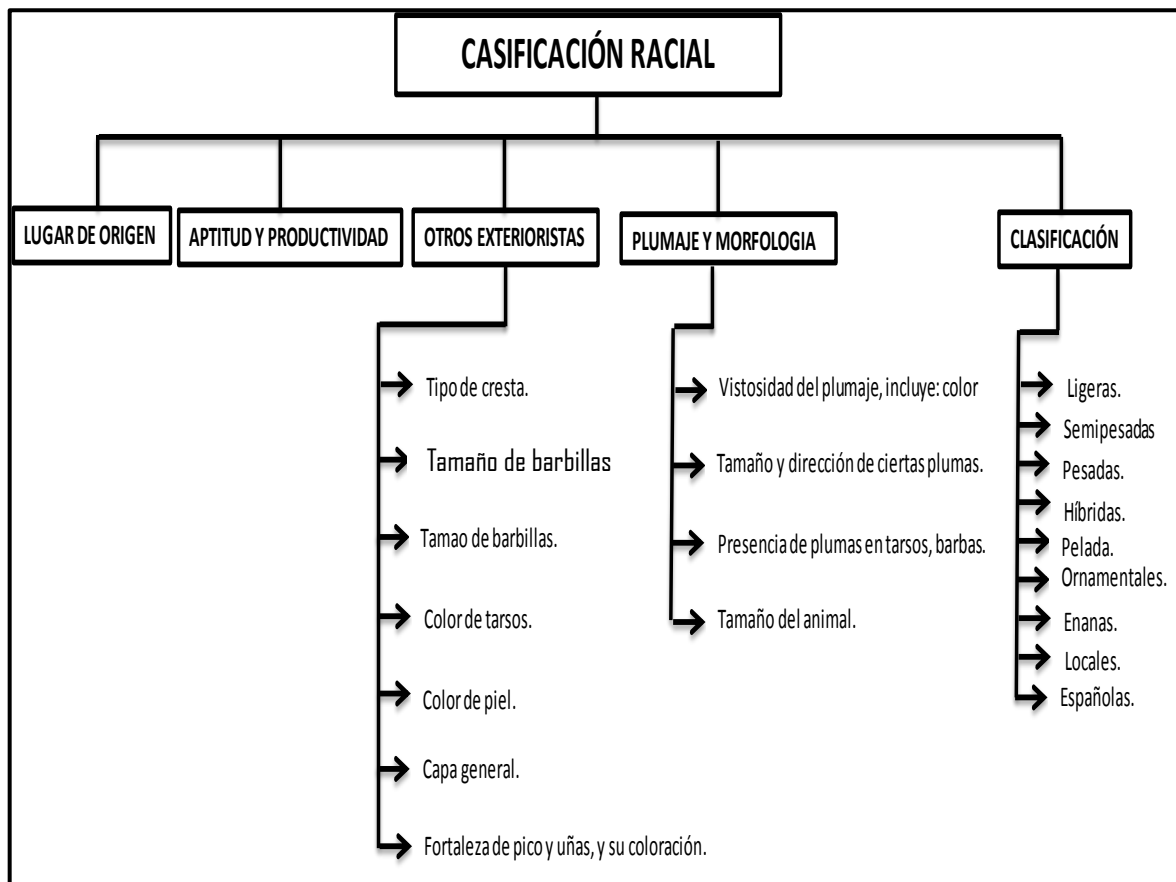 CASIFICACIÓN RACIAL
LUGAR DE ORIGEN
APTITUD Y PRODUCTIVIDAD
OTROS EXTERIORISTAS
PLUMAJE Y MORFOLOGIA
CLASIFICACIÓN
Tipo de cresta.
Tamaño de barbillas
Tamao de barbillas.
Color de tarsos.
Color de piel.
Capa general.
Fortaleza de pico y uñas, y su coloración.
Vistosidad del plumaje, incluye: color
Tamaño y dirección de ciertas plumas.
Presencia de plumas en tarsos, barbas.
Tamaño del animal.
Ligeras.
Semipesadas
Pesadas.
Híbridas.
Pelada.
Ornamentales.
Enanas.
Locales.
Españolas.